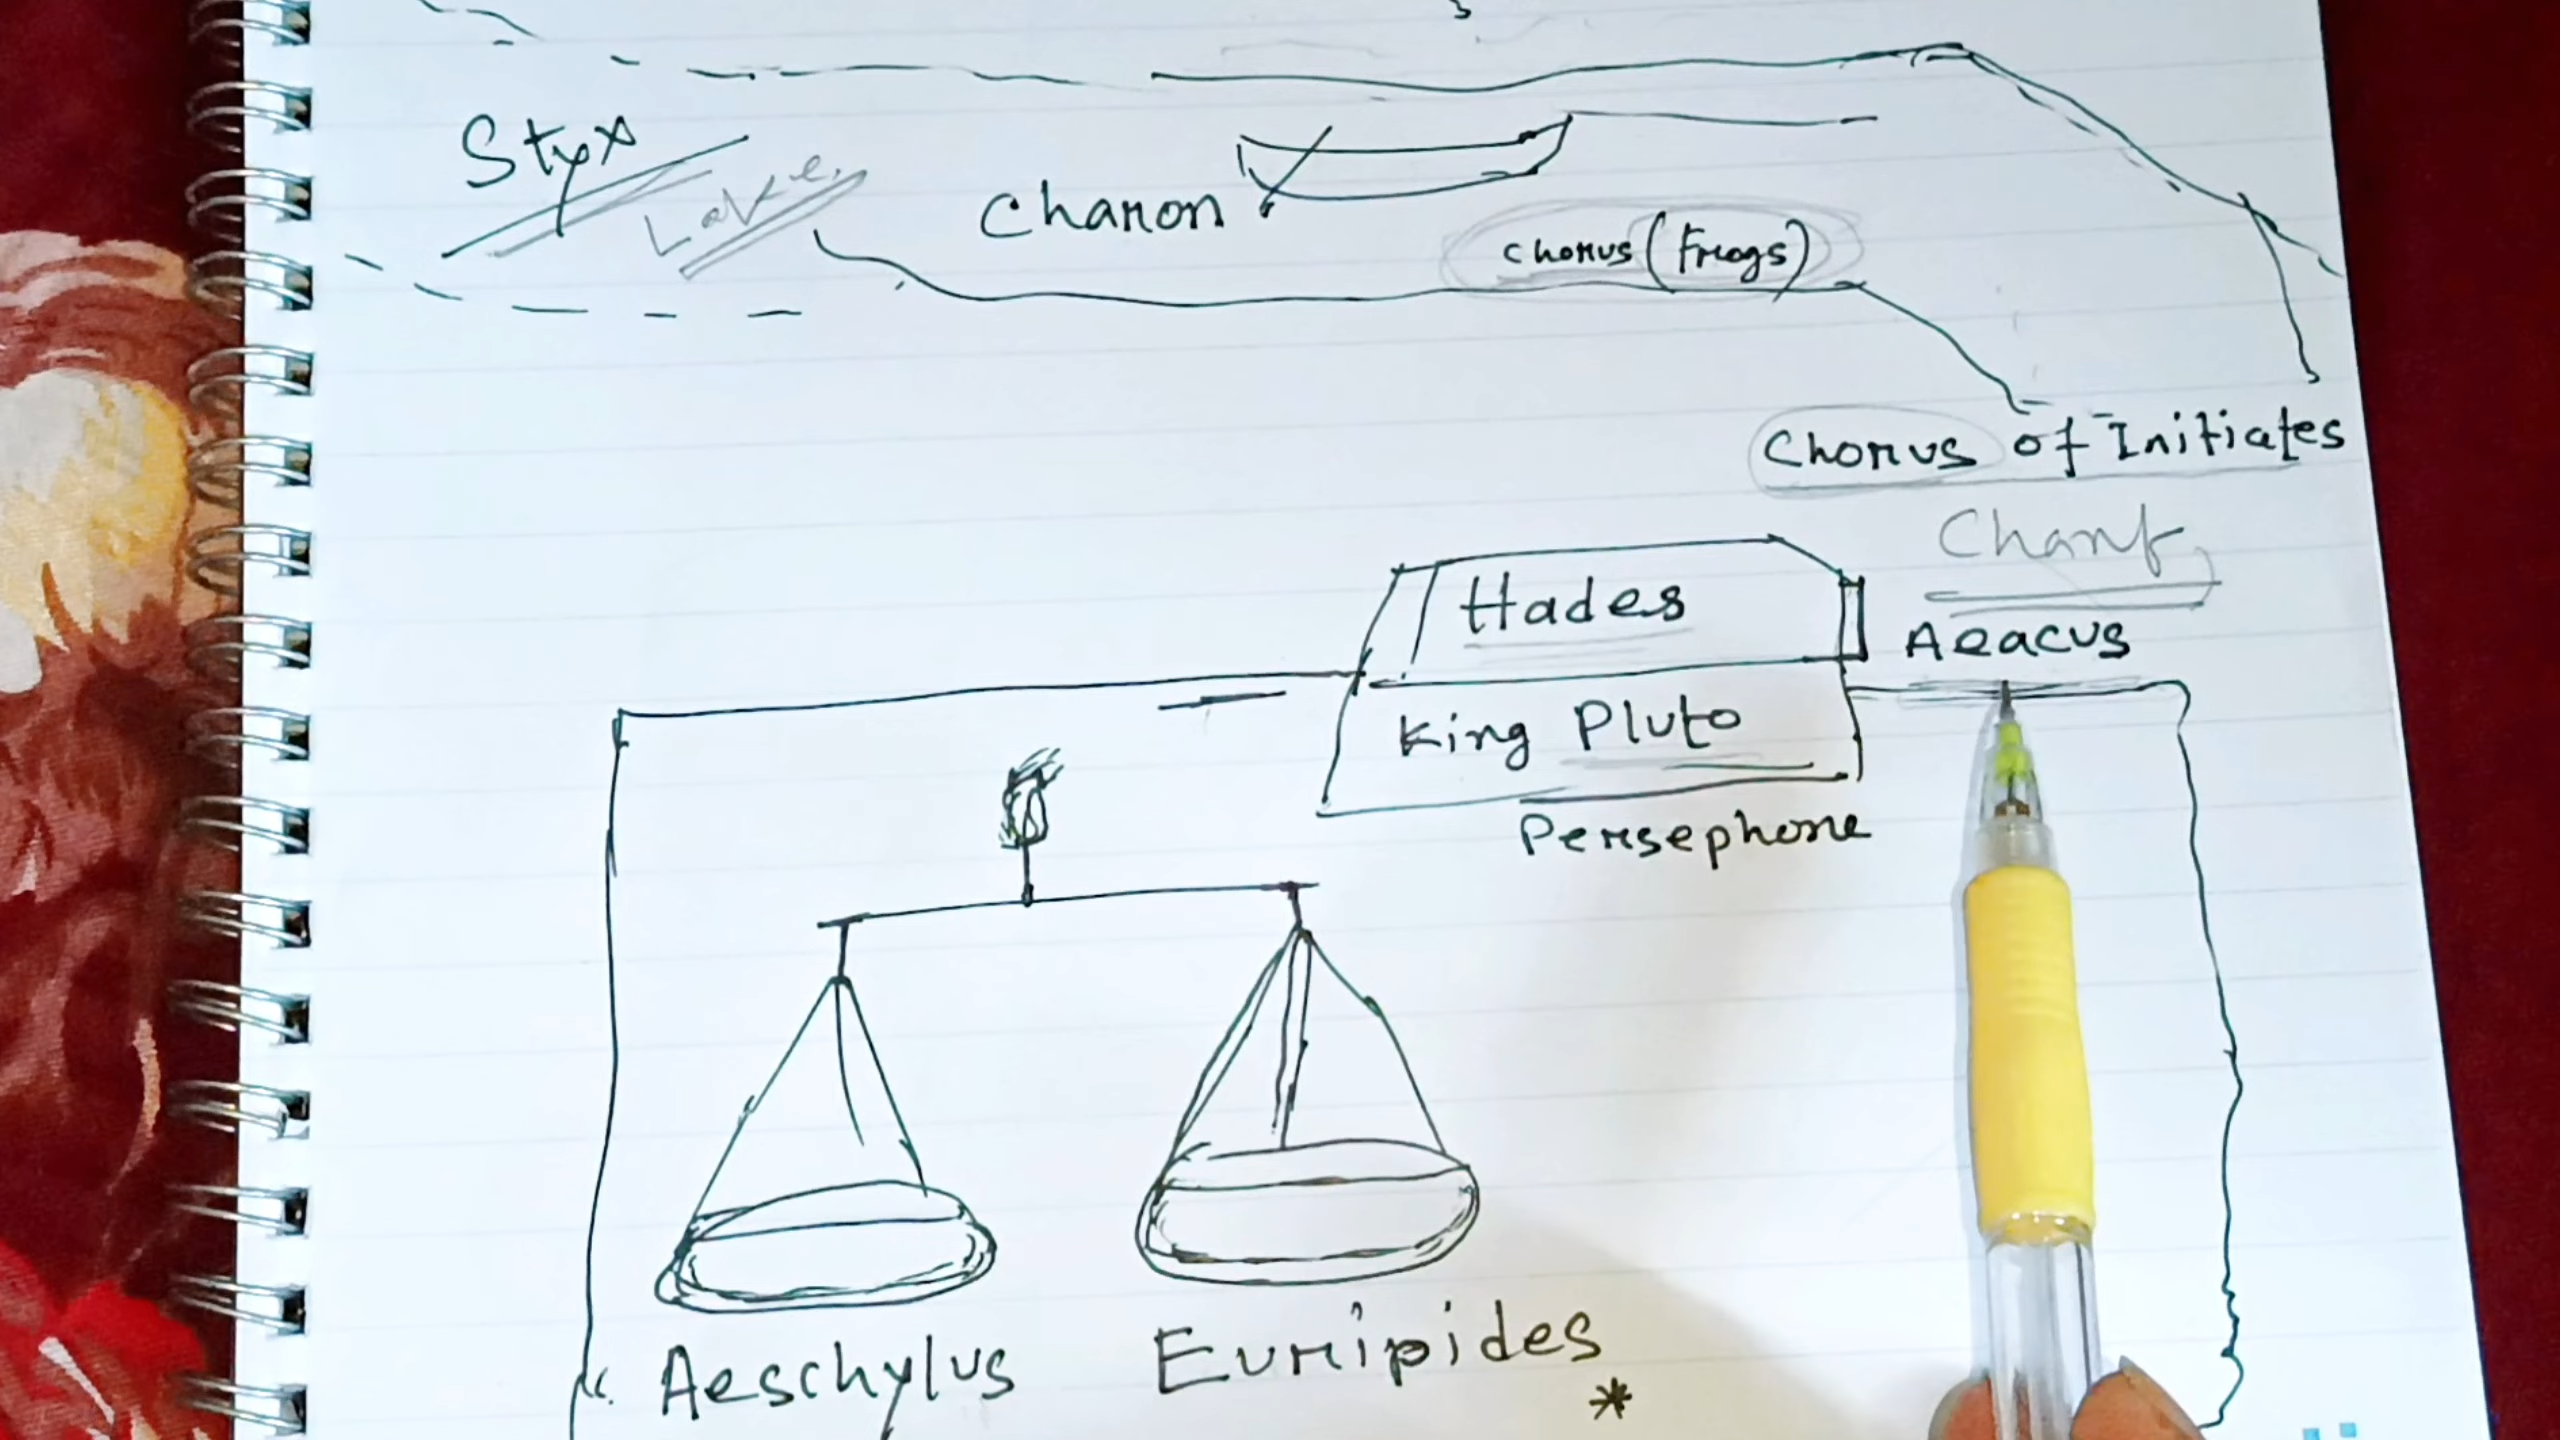 Styx
Lake
Charon
Chorus (Frogs)
Chorus of Initiates
Chant
Hades
Aeacus
King Pluto
Persephone
Aeschylus
Euripides
*